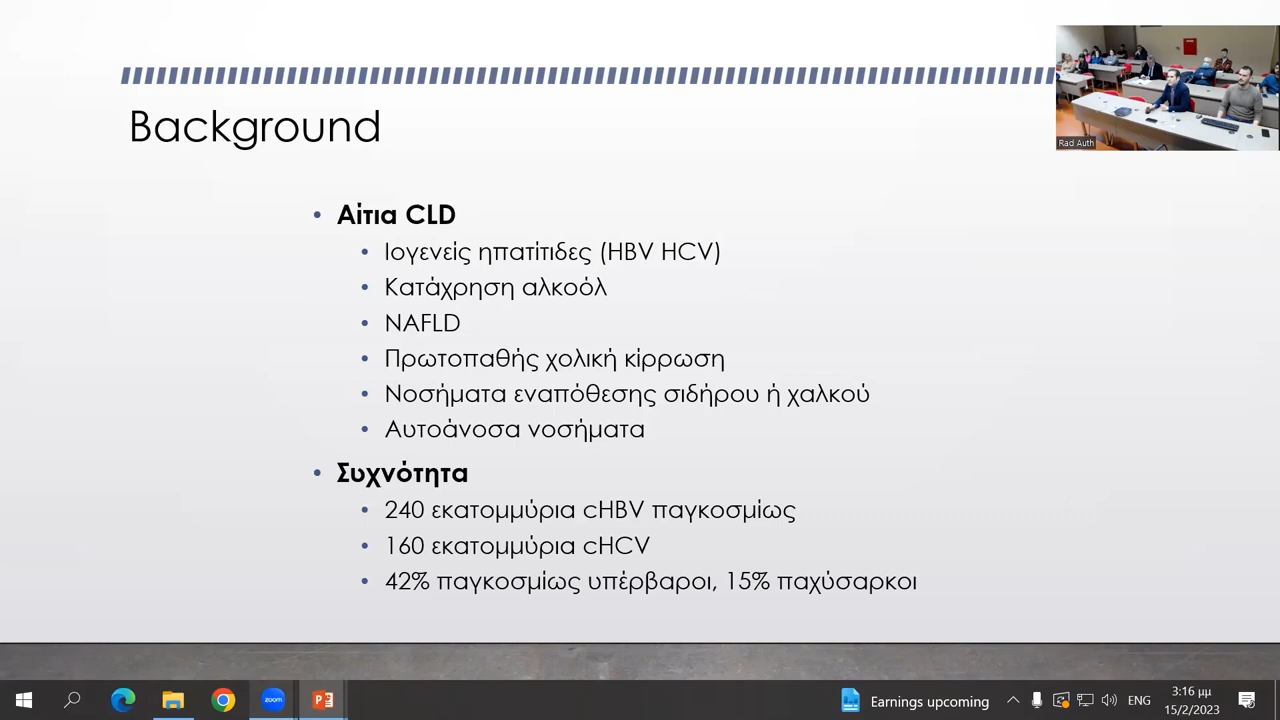 Background
Rad Auth
• Αίτια CLD
• Ιογενείς ηπατίτιδες (HBV HCV)
• Κατάχρηση αλκοόλ
• NAFLD
• Πρωτοπαθής χολική κίρρωση
• Νοσήματα εναπόθεσης σιδήρου ή χαλκού
• Αυτοάνοσα νοσήματα
• Συχνότητα
• 240 εκατομμύρια cHBV παγκοσμίως
• 160 εκατομμύρια cHCV
• 42% παγκοσμίως υπέρβαροι, 15% παχύσαρκοι
zoom
Earnings upcoming
ENG
3:16 μμ
15/2/2023